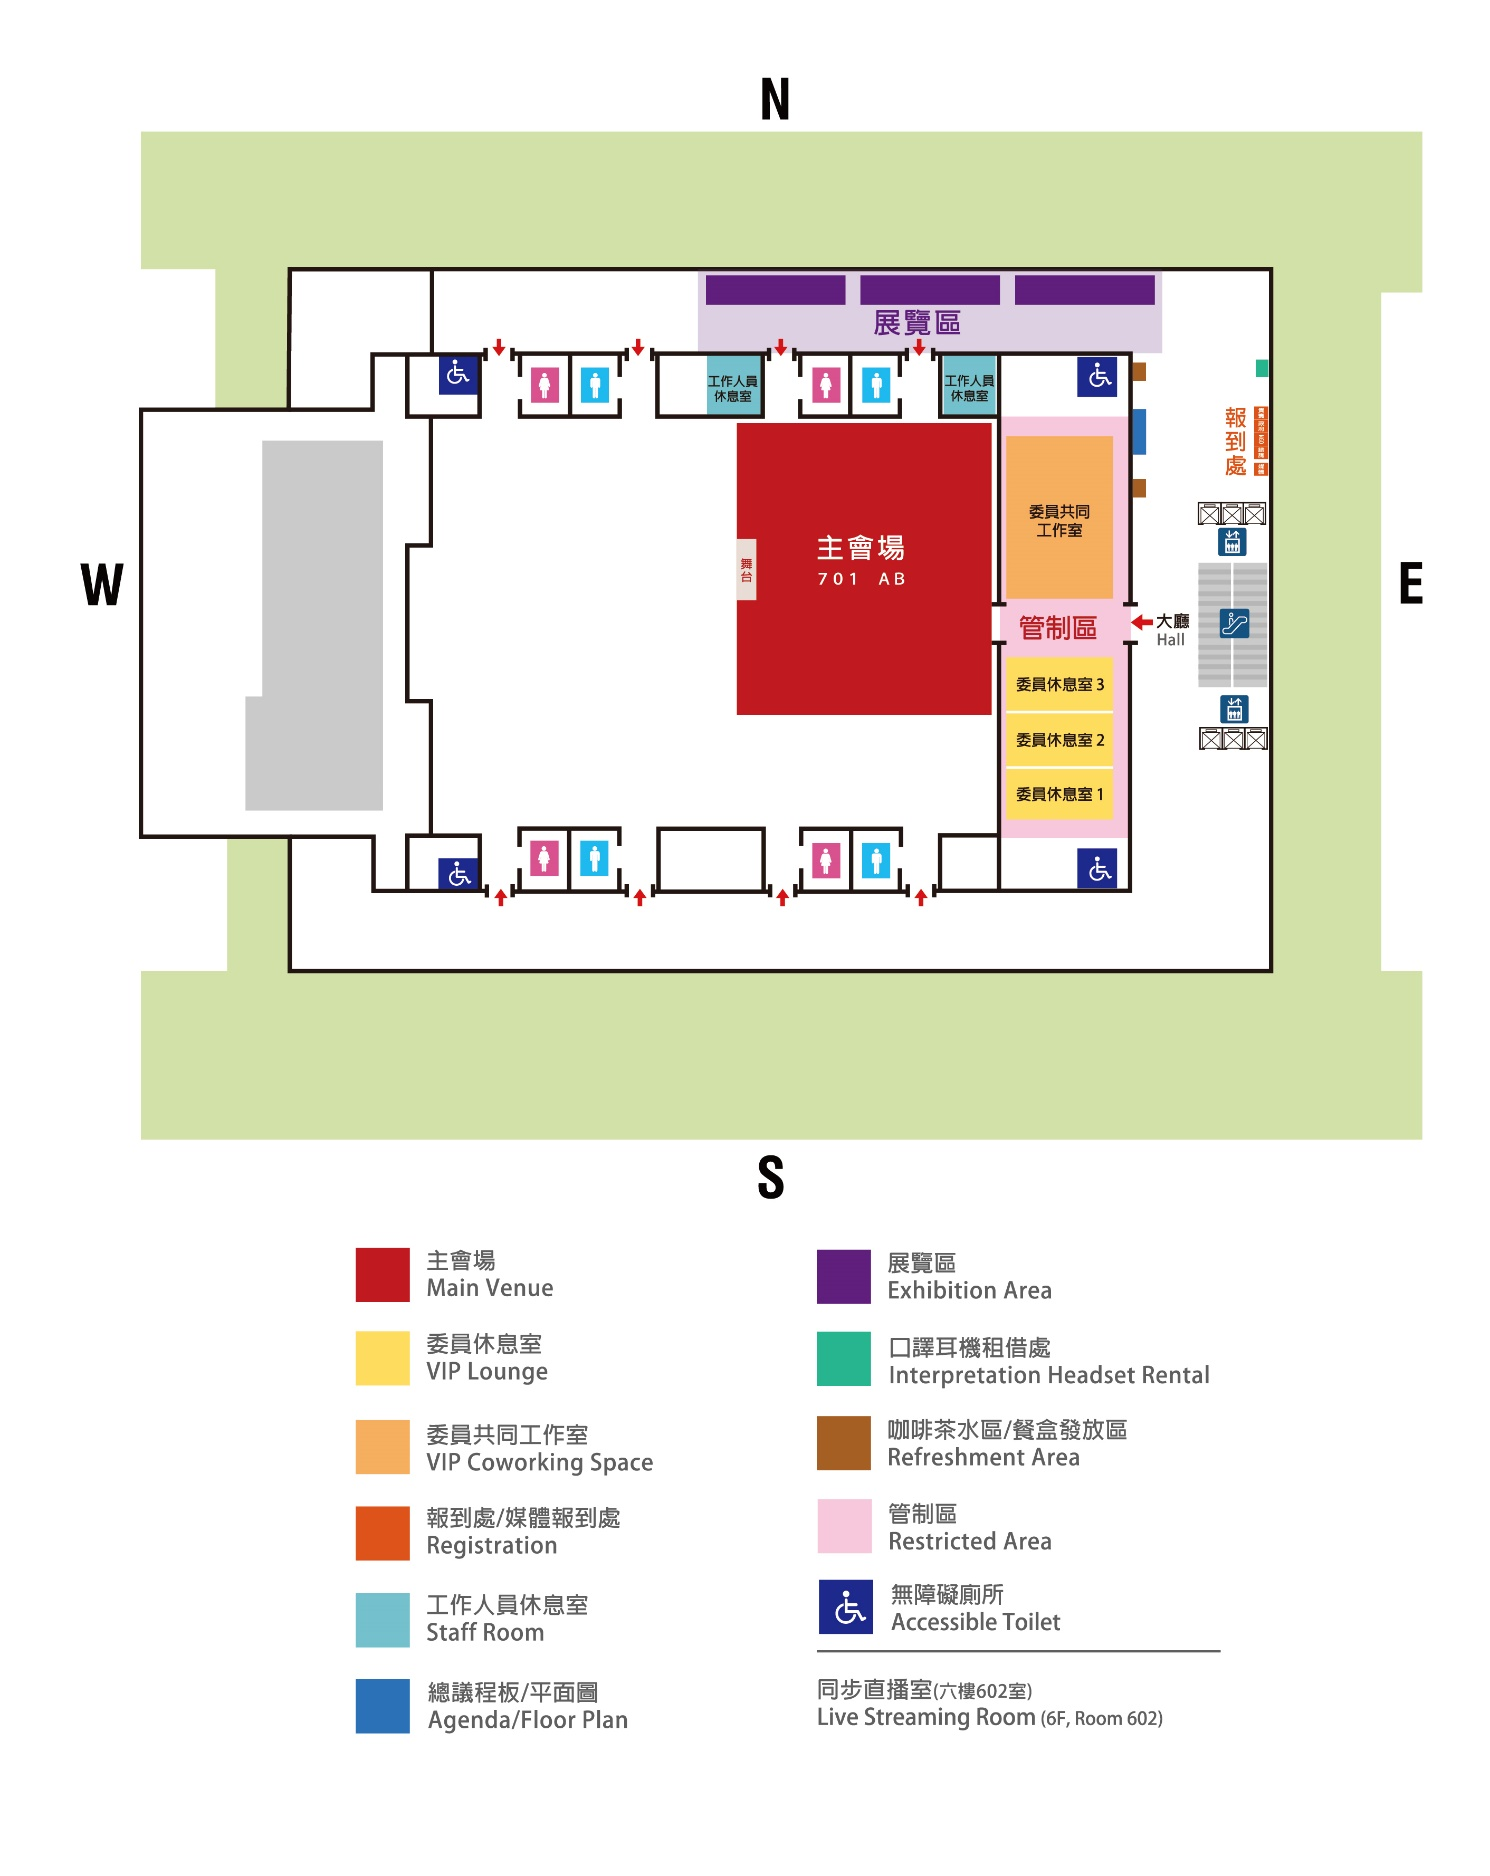 N
展覽區
工作人員
休息室
工作人員
休息室
報到處
委員共同
工作室
主會場
701 AB
舞台
W
E
管制區
大廳
Hall
委員休息室 3
委員休息室 2
委員休息室 1
S
主會場
Main Venue
委員休息室
VIP Lounge
委員共同工作室
VIP Coworking Space
報到處/媒體報到處
Registration
工作人員休息室
Staff Room
總議程板/平面圖
Agenda/Floor Plan
展覽區
Exhibition Area
口譯耳機租借處
Interpretation Headset Rental
咖啡茶水區/餐盒發放區
Refreshment Area
管制區
Restricted Area
無障礙廁所
Accessible Toilet
同步直播室(六樓602室)
Live Streaming Room (6F, Room 602)